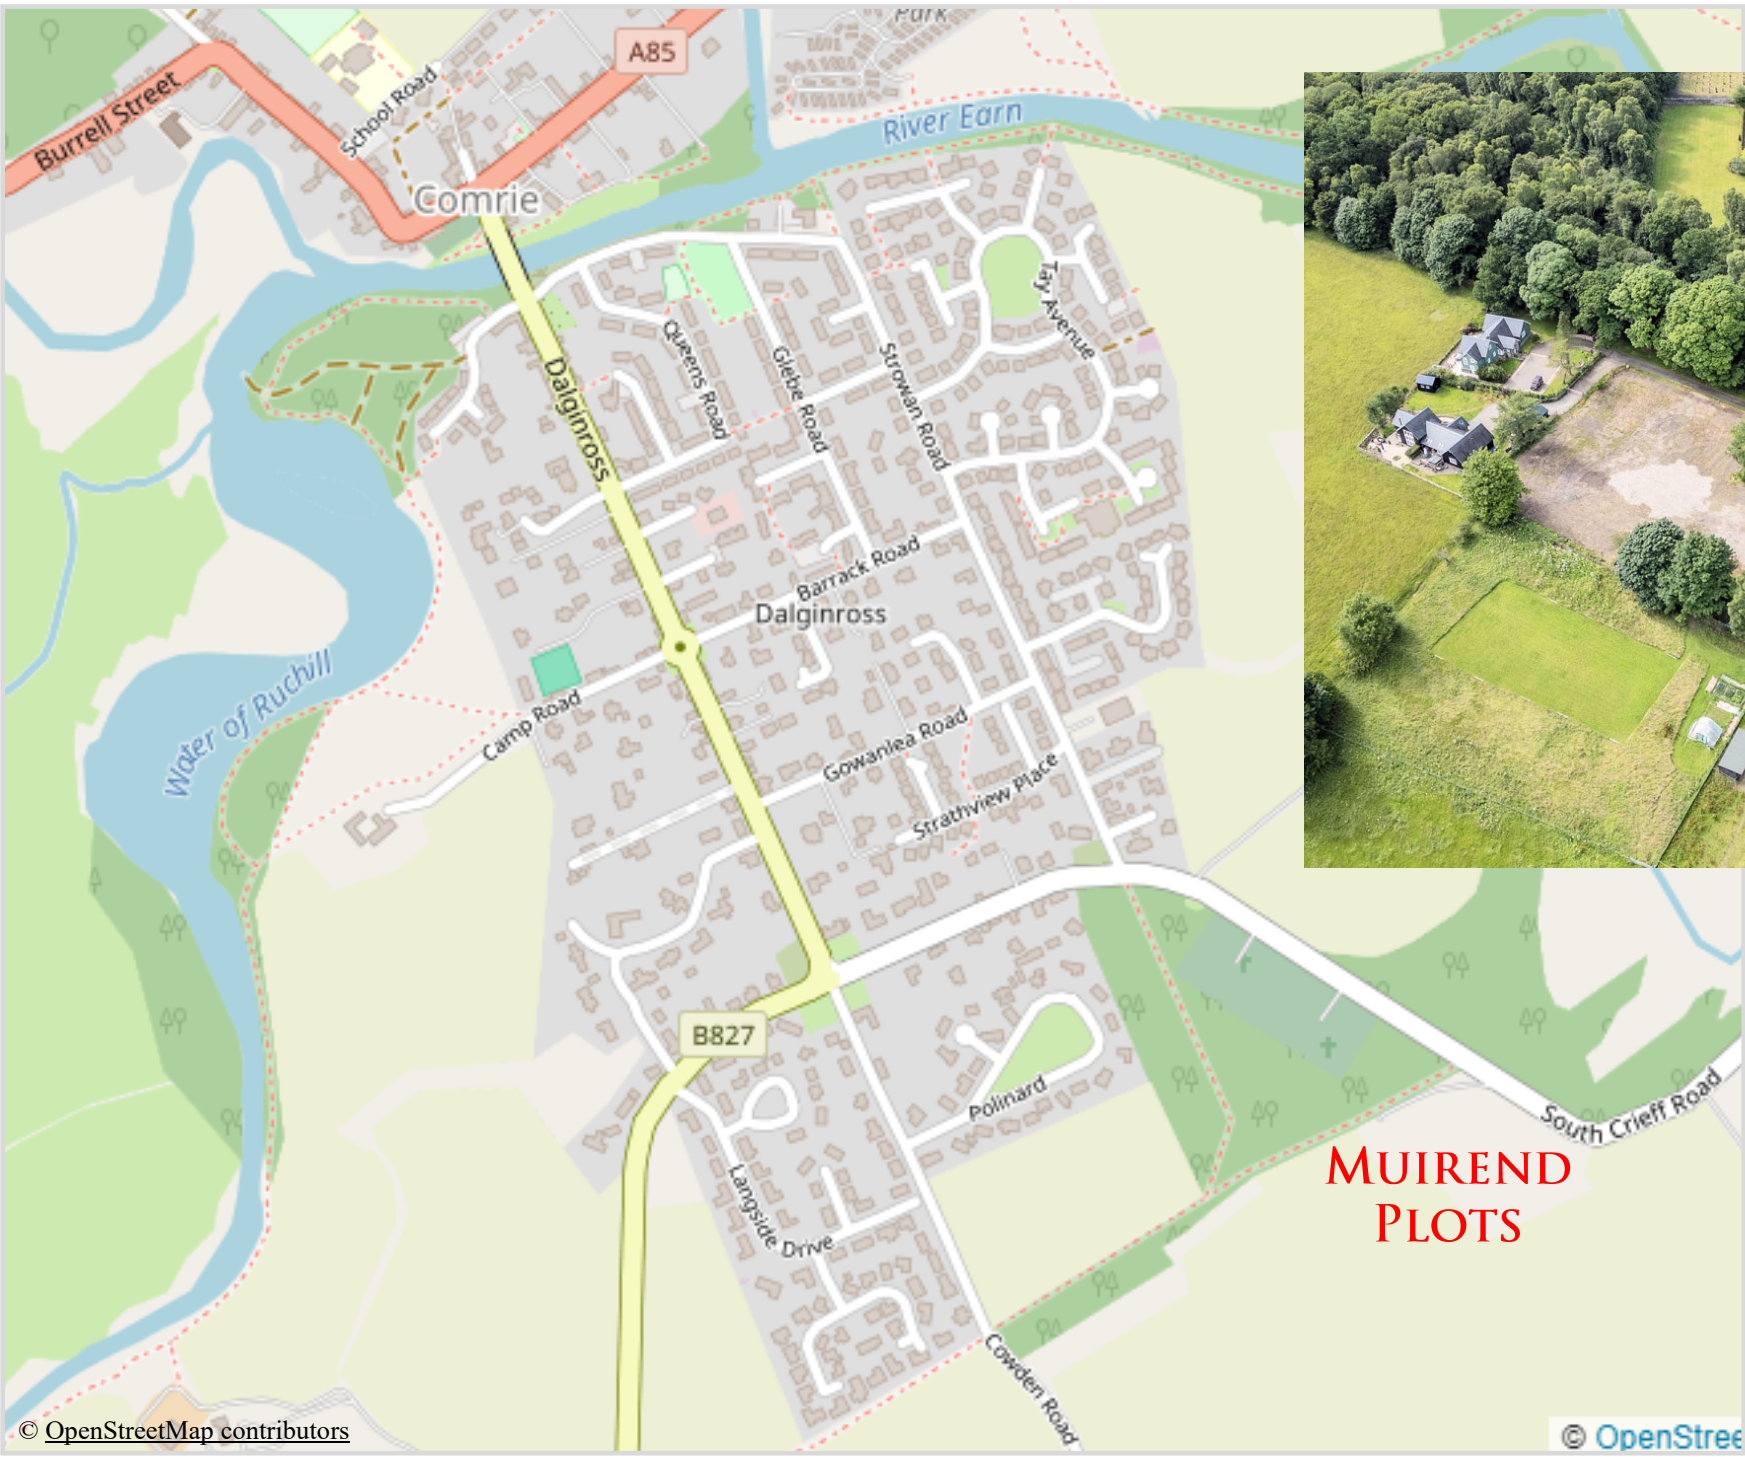 Park
A85
Burrell Street
School Road
River Earn
Comrie
Tay Avenue
Queens Road
Glebe Road
Strowan Road
Dalginross
Barrack Road
Dalginross
Water of Ruchill
Camp Road
Gowanlea Road
Strathview Place
B827
Polinard
South Crieff Road
Muirend
Plots
Langside Drive
Cowden Road
© OpenStreetMap contributors
© OpenStree